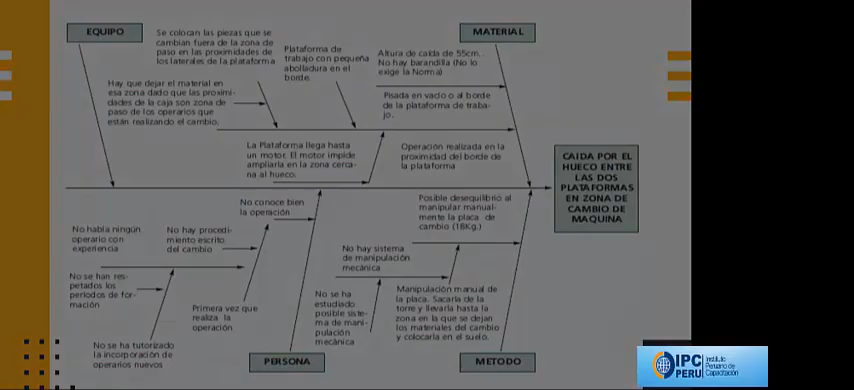 EQUIPO
Se colocan las piezas que se
cambian fuera de la zona de
paso en las proximidades de
los laterales de la plataforma
Plataforma de
trabajo con pequeña
abolladura en el
borde.
MATERIAL
Altura de caída de 55cm.
No hay barandilla (No lo
exige la Norma)
Hay que dejar el material en
esa zona dado que las proximi-
dades de la caja son zona de
paso de los operarios que
están realizando el cambio.
Pisada en vacío o al borde
de la plataforma de traba-
jo.
La Plataforma llega hasta
un motor. El motor impide
ampliarla en la zona cerca-
na al hueco.
Operación realizada en la
proximidad del borde de
la plataforma
CAIDA POR EL
HUECO ENTRE
LAS DOS
PLATAFORMAS
EN ZONA DE
CAMBIO DE
MAQUINA
No conoce bien
la operación
Posible desequilibrio al
manipular manual-
mente la placa de
cambio (18Kg.)
No había ningún
operario con
experiencia
No hay procedi-
miento escrito
del cambio
No hay sistema
de manipulación
mecánica
No se han res-
petados los
períodos de for-
mación
Primera vez que
realiza la
operación
No se ha
estudiado
posible siste-
ma de mani-
pulación
mecánica
Manipulación manual de
la placa. Sacarla de la
torre y llevarla hasta la
zona en la que se dejan
los materiales del cambio
y colocarla en el suelo.
No se ha tutorizado
la incorporación de
operarios nuevos
PERSONA
METODO
IPC
PERU
Instituto
Peruano de
Capacitación